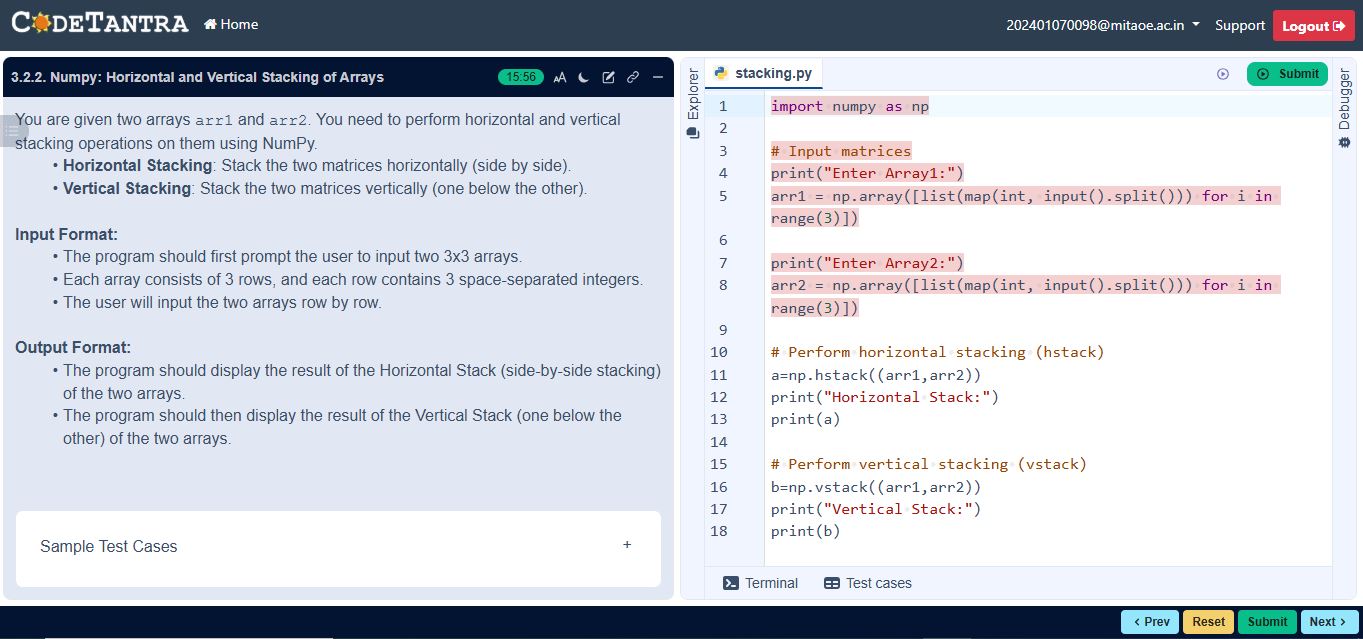 CODETANTRA Home 202401070098@mitaoe.ac.in Support Logout
3.2.2. Numpy: Horizontal and Vertical Stacking of Arrays 15:56 AA
You are given two arrays arr1 and arr2. You need to perform horizontal and vertical
stacking operations on them using NumPy.
• Horizontal Stacking: Stack the two matrices horizontally (side by side).
• Vertical Stacking: Stack the two matrices vertically (one below the other).
Input Format:
• The program should first prompt the user to input two 3x3 arrays.
• Each array consists of 3 rows, and each row contains 3 space-separated integers.
• The user will input the two arrays row by row.
Output Format:
• The program should display the result of the Horizontal Stack (side-by-side stacking)
of the two arrays.
• The program should then display the result of the Vertical Stack (one below the
other) of the two arrays.
Sample Test Cases +
Explorer
stacking.py Submit
1 import numpy as np
2
3 # Input matrices
4 print("Enter Array1:")
5 arr1 = np.array([list(map(int, input().split())) for i in
range(3)])
6
7 print("Enter Array2:")
8 arr2 = np.array([list(map(int, input().split())) for i in
range(3)])
9
10 # Perform horizontal stacking (hstack)
11 a=np.hstack((arr1,arr2))
12 print("Horizontal Stack:")
13 print(a)
14
15 # Perform vertical stacking (vstack)
16 b=np.vstack((arr1,arr2))
17 print("Vertical Stack:")
18 print(b)
Debugger
Terminal Test cases
< Prev Reset Submit Next >